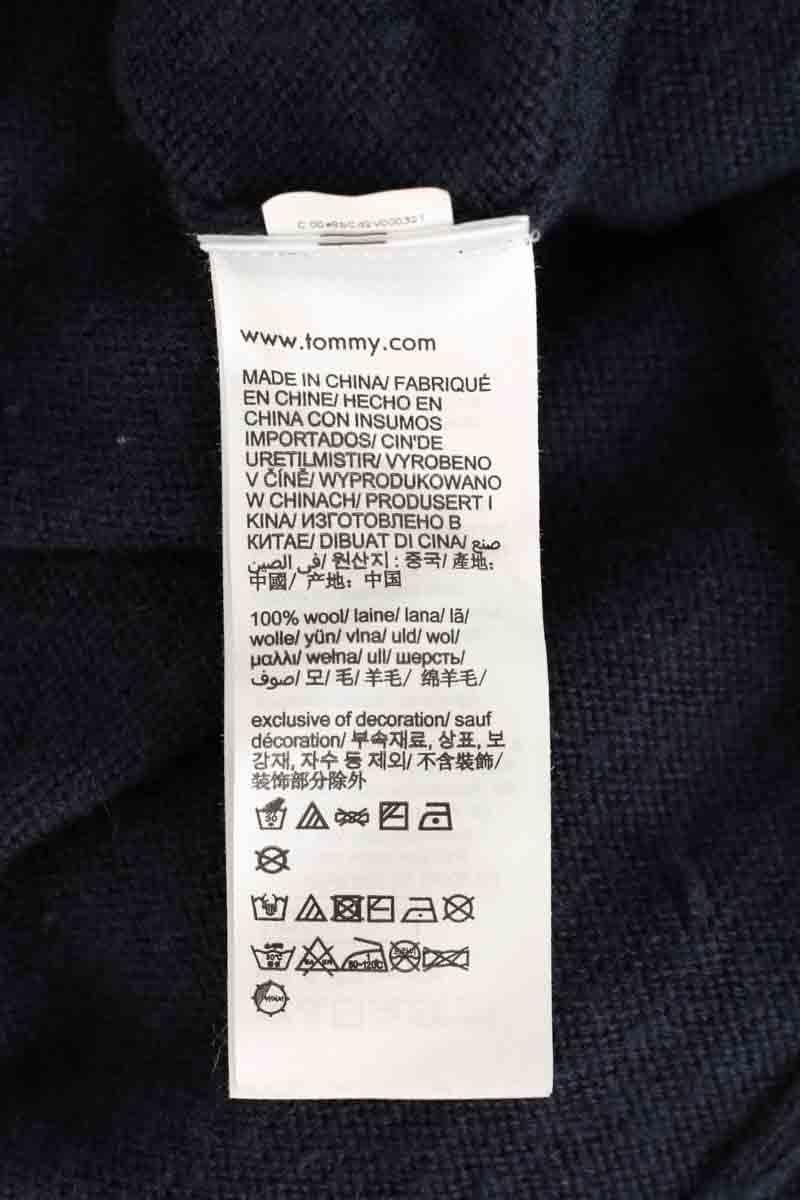 www.tommy.com
MADE IN CHINA/ FABRIQUÉ
EN CHINE/ HECHO EN
CHINA CON INSUMOS
IMPORTADOS/ CIN'DE
URETILMISTIR/ VYROBENO
V ČÍNĚ/ WYPRODUKOWANO
W CHINACH/ PRODUSERT I
KINA/ ИЗГОТОВЛЕНО В
КИТАЕ/ DIBUAT DI CINA/ صنع
في الصين/ 원산지 : 중국/ 產地:
中國/ 产地: 中国
100% wool/ laine/ lana/ lã/
wolle/ yün/ vlna/ uld/ wol/
μαλλι/ wełna/ ull/ шерсть/
صوف/ 모/ 毛/ 羊毛/ 绵羊毛/
exclusive of decoration/ sauf
décoration/ 부속재료, 상표, 보
강재, 자수 등 제외/ 不含裝飾/
装饰部分除外
30